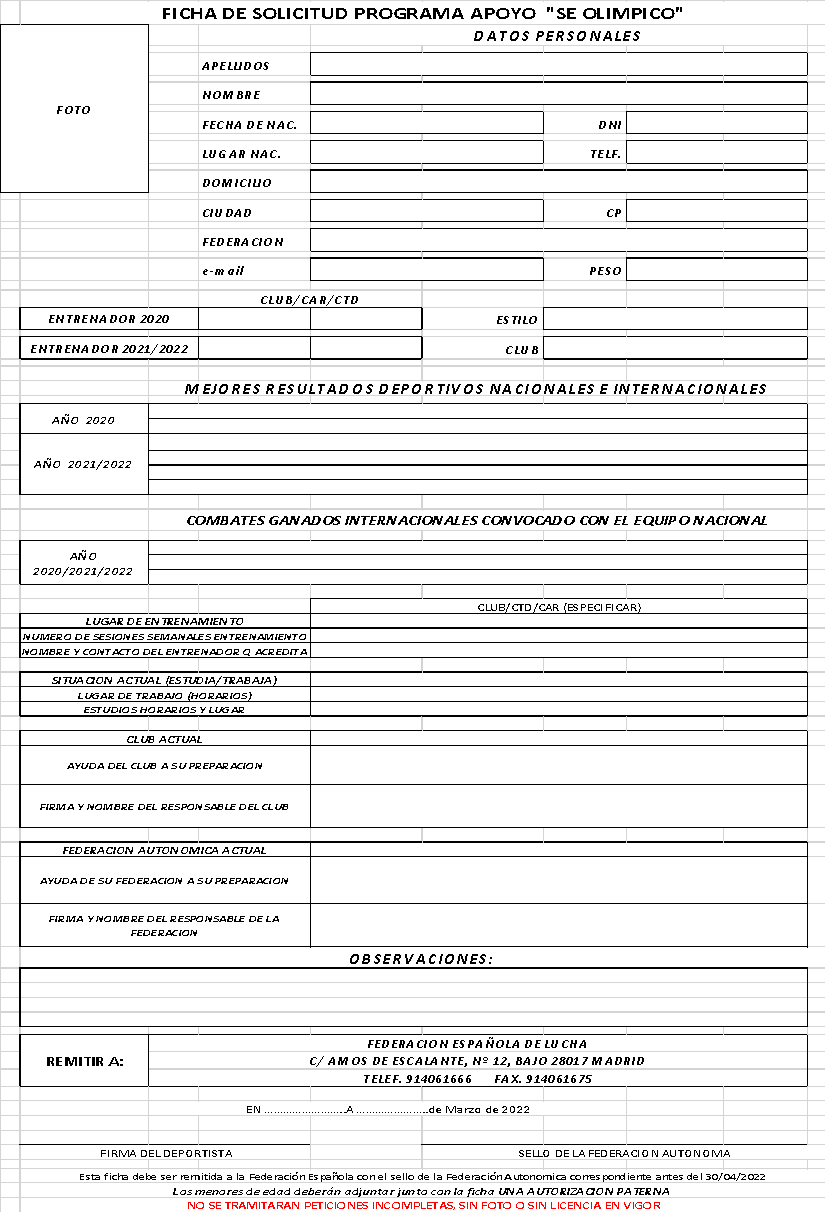 FICHA DE SOLICITUD PROGRAMA APOYO "SE OLIMPICO"
DATOS PERSONALES
FOTO
APELLIDOS
NOMBRE
FECHA DE NAC.
DNI
LUGAR NAC.
TELF.
DOMICILIO
CIUDAD
CP
FEDERACION
e-mail
PESO
CLUB/CAR/CTD
ENTRENADOR 2020
ESTILO
ENTRENADOR 2021/2022
CLUB
MEJORES RESULTADOS DEPORTIVOS NACIONALES E INTERNACIONALES
AÑO 2020
AÑO 2021/2022
COMBATES GANADOS INTERNACIONALES CONVOCADO CON EL EQUIPO NACIONAL
AÑO
2020/2021/2022
CLUB/CTD/CAR (ESPECIFICAR)
LUGAR DE ENTRENAMIENTO
NUMERO DE SESIONES SEMANALES ENTRENAMIENTO
NOMBRE Y CONTACTO DEL ENTRENADOR Q ACREDITA
SITUACION ACTUAL (ESTUDIA/TRABAJA)
LUGAR DE TRABAJO (HORARIOS)
ESTUDIOS HORARIOS Y LUGAR
CLUB ACTUAL
AYUDA DEL CLUB A SU PREPARACION
FIRMA Y NOMBRE DEL RESPONSABLE DEL CLUB
FEDERACION AUTONOMICA ACTUAL
AYUDA DE SU FEDERACION A SU PREPARACION
FIRMA Y NOMBRE DEL RESPONSABLE DE LA
FEDERACION
OBSERVACIONES:
REMITIR A:
FEDERACION ESPAÑOLA DE LUCHA
C/ AMOS DE ESCALANTE, Nº 12, BAJO 28017 MADRID
TELEF. 914061666 FAX. 914061675
EN ..........................A .......................de Marzo de 2022
FIRMA DEL DEPORTISTA
SELLO DE LA FEDERACION AUTONOMA
Esta ficha debe ser remitida a la Federación Española con el sello de la Federación Autonomica correspondiente antes del 30/04/2022
Los menores de edad deberán adjuntar junto con la ficha UNA AUTORIZACION PATERNA
NO SE TRAMITARAN PETICIONES INCOMPLETAS, SIN FOTO O SIN LICENCIA EN VIGOR